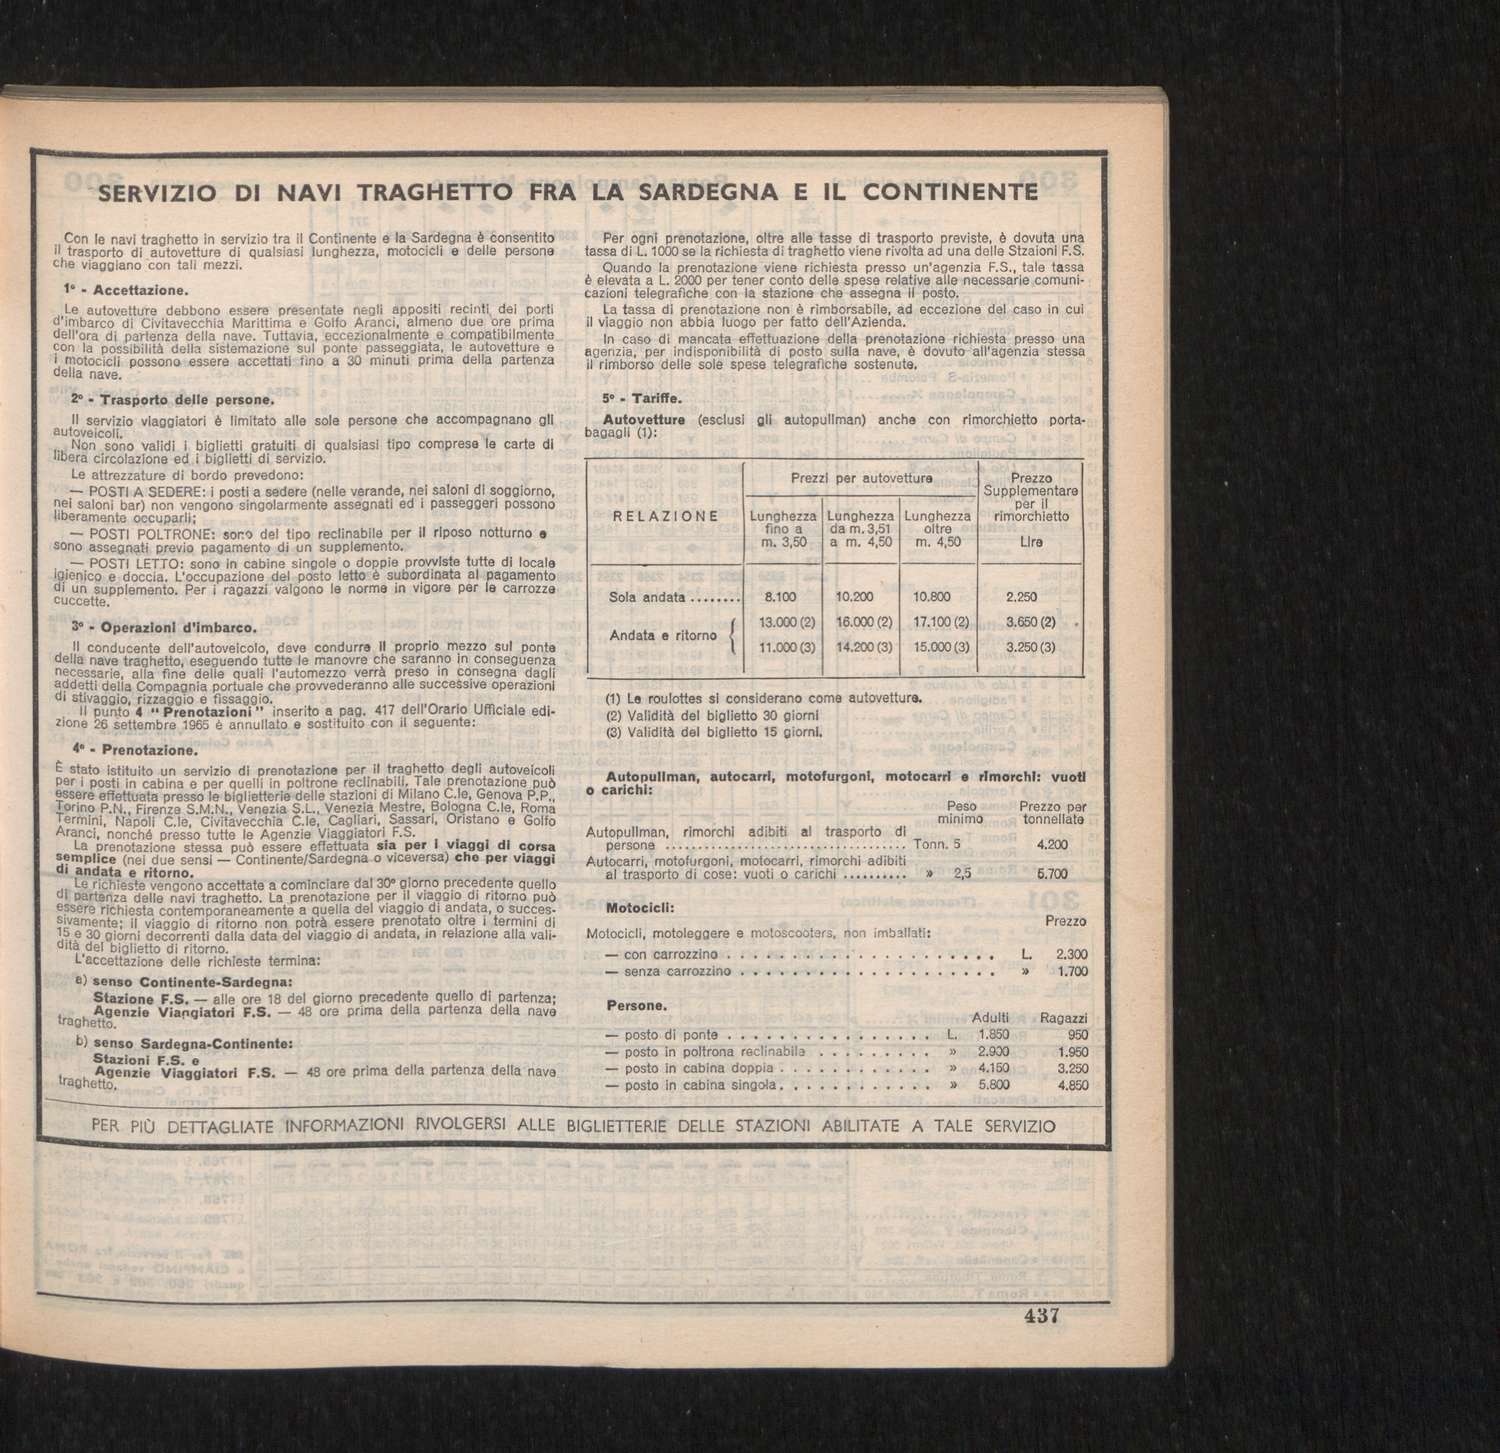 SERVIZIO DI NAVI TRAGHETTO FRA LA SARDEGNA E IL CONTINENTE
Con le navi traghetto in servizio tra il Continente e la Sardegna è consentito
il trasporto di autovetture di qualsiasi lunghezza, motocicli e delle persone
che viaggiano con tali mezzi.
1º - Accettazione.
Le autovetture debbono essere presentate negli appositi recinti dei porti
d'imbarco di Civitavecchia Marittima e Golfo Aranci, almeno due ore prima
dell'ora di partenza della nave. Tuttavia, eccezionalmente e compatibilmente
con la possibilità della sistemazione sul ponte passeggiata, le autovetture e
i motocicli possono essere accettati fino a 30 minuti prima della partenza
della nave.
2º - Trasporto delle persone.
Il servizio viaggiatori è limitato alle sole persone che accompagnano gli
autoveicoli.
Non sono validi i biglietti gratuiti di qualsiasi tipo comprese le carte di
libera circolazione ed i biglietti di servizio.
Le attrezzature di bordo prevedono:
— POSTI A SEDERE: i posti a sedere (nelle verande, nei saloni di soggiorno,
nei saloni bar) non vengono singolarmente assegnati ed i passeggeri possono
liberamente occuparli;
— POSTI POLTRONE: sono del tipo reclinabile per il riposo notturno e
sono assegnati previo pagamento di un supplemento.
— POSTI LETTO: sono in cabine singole o doppie provviste tutte di locale
igienico e doccia. L'occupazione del posto letto è subordinata al pagamento
di un supplemento. Per i ragazzi valgono le norme in vigore per le carrozze
cuccette.
3º - Operazioni d'imbarco.
Il conducente dell'autoveicolo, deve condurre il proprio mezzo sul ponte
della nave traghetto, eseguendo tutte le manovre che saranno in conseguenza
necessarie, alla fine delle quali l'automezzo verrà preso in consegna dagli
addetti della Compagnia portuale che provvederanno alle successive operazioni
di stivaggio, rizzaggio e fissaggio.
Il punto 4 “Prenotazioni” inserito a pag. 417 dell'Orario Ufficiale edi-
zione 26 settembre 1965 è annullato e sostituito con il seguente:
4º - Prenotazione.
È stato istituito un servizio di prenotazione per il traghetto degli autoveicoli
per i posti in cabina e per quelli in poltrone reclinabili. Tale prenotazione può
essere effettuata presso le biglietterie delle stazioni di Milano C.le, Genova P.P.,
Torino P.N., Firenze S.M.N., Venezia S.L., Venezia Mestre, Bologna C.le, Roma
Termini, Napoli C.le, Civitavecchia C.le, Cagliari, Sassari, Oristano e Golfo
Aranci, nonché presso tutte le Agenzie Viaggiatori F.S.
La prenotazione stessa può essere effettuata sia per i viaggi di corsa
semplice (nei due sensi — Continente/Sardegna o viceversa) che per viaggi
di andata e ritorno.
Le richieste vengono accettate a cominciare dal 30º giorno precedente quello
di partenza delle navi traghetto. La prenotazione per il viaggio di ritorno può
essere richiesta contemporaneamente a quella del viaggio di andata, o succes-
sivamente; il viaggio di ritorno non potrà essere prenotato oltre i termini di
15 e 30 giorni decorrenti dalla data del viaggio di andata, in relazione alla vali-
dità del biglietto di ritorno.
L'accettazione delle richieste termina:
a) senso Continente-Sardegna:
Stazione F.S. — alle ore 18 del giorno precedente quello di partenza;
Agenzie Viangiatori F.S. — 48 ore prima della partenza della nave
traghetto.
b) senso Sardegna-Continente:
Stazioni F.S. e
Agenzie Viaggiatori F.S. — 48 ore prima della partenza della nave
traghetto.
Per ogni prenotazione, oltre alle tasse di trasporto previste, è dovuta una
tassa di L. 1000 se la richiesta di traghetto viene rivolta ad una delle Stzaioni F.S.
Quando la prenotazione viene richiesta presso un'agenzia F.S., tale tassa
è elevata a L. 2000 per tener conto delle spese relative alle necessarie comuni-
cazioni telegrafiche con la stazione che assegna il posto.
La tassa di prenotazione non è rimborsabile, ad eccezione del caso in cui
il viaggio non abbia luogo per fatto dell'Azienda.
In caso di mancata effettuazione della prenotazione richiesta presso una
agenzia, per indisponibilità di posto sulla nave, è dovuto all'agenzia stessa
il rimborso delle sole spese telegrafiche sostenute.
5º - Tariffe.
Autovetture (esclusi gli autopullman) anche con rimorchietto porta-
bagagli (1):
RELAZIONE
Prezzi per autovetture
Lunghezza fino a m. 3,50
Lunghezza da m. 3,51 a m. 4,50
Lunghezza oltre m. 4,50
Prezzo Supplementare per il rimorchietto Lire
Sola andata ........ 8.100 10.200 10.800 2.250
Andata e ritorno { 13.000 (2) 16.000 (2) 17.100 (2) 3.650 (2)
11.000 (3) 14.200 (3) 15.000 (3) 3.250 (3)
(1) Le roulottes si considerano come autovetture.
(2) Validità del biglietto 30 giorni
(3) Validità del biglietto 15 giorni.
Autopullman, autocarri, motofurgoni, motocarri e rimorchi: vuoti
o carichi:
Peso minimo
Prezzo per tonnellate
Autopullman, rimorchi adibiti al trasporto di
persone .................................. Tonn. 5 4.200
Autocarri, motofurgoni, motocarri, rimorchi adibiti
al trasporto di cose: vuoti o carichi .......... » 2,5 5.700
Motocicli:
Prezzo
Motocicli, motoleggere e motoscooters, non imballati:
— con carrozzino . . . . . . . . . . . . . . . . . . . . L. 2.300
— senza carrozzino . . . . . . . . . . . . . . . . . . . » 1.700
Persone.
Adulti Ragazzi
— posto di ponte . . . . . . . . . . . . . . . . L. 1.850 950
— posto in poltrona reclinabile . . . . . . . . . » 2.900 1.950
— posto in cabina doppia . . . . . . . . . . . . » 4.150 3.250
— posto in cabina singola . . . . . . . . . . . . » 5.800 4.850
PER PIÙ DETTAGLIATE INFORMAZIONI RIVOLGERSI ALLE BIGLIETTERIE DELLE STAZIONI ABILITATE A TALE SERVIZIO
437